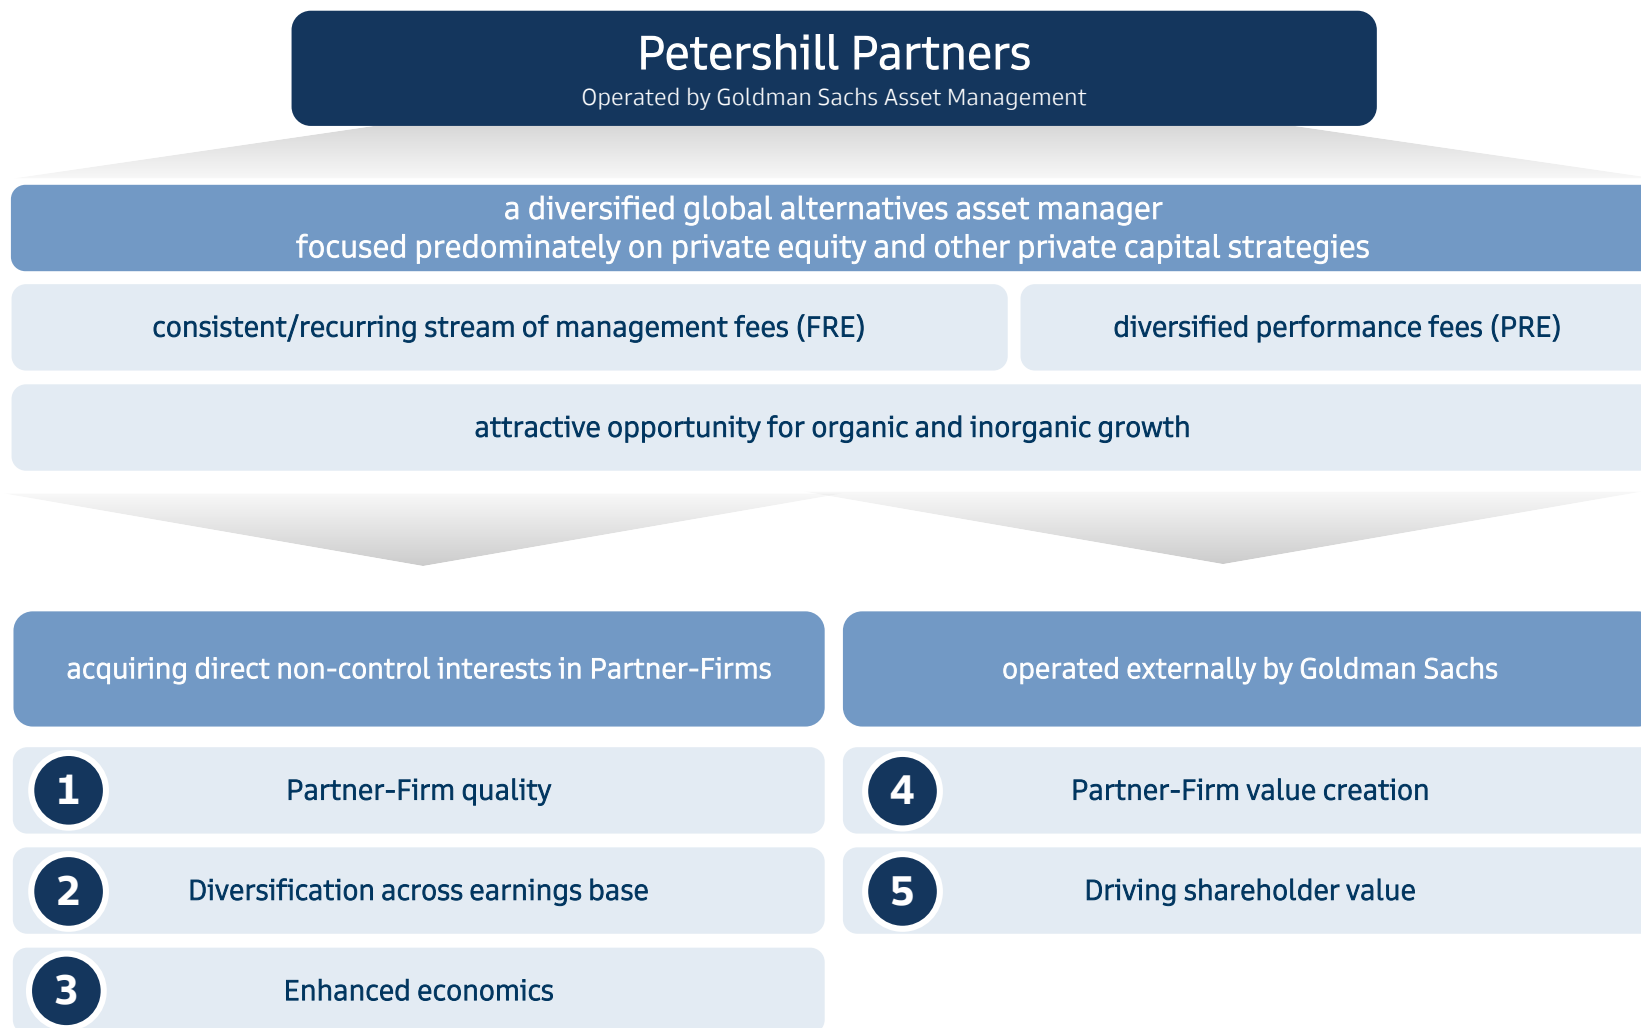 Petershill Partners
Operated by Goldman Sachs Asset Management
a diversified global alternatives asset manager
focused predominately on private equity and other private capital strategies
consistent/recurring stream of management fees (FRE)
diversified performance fees (PRE)
attractive opportunity for organic and inorganic growth
acquiring direct non-control interests in Partner-Firms
1
Partner-Firm quality
2
Diversification across earnings base
3
Enhanced economics
operated externally by Goldman Sachs
4
Partner-Firm value creation
5
Driving shareholder value